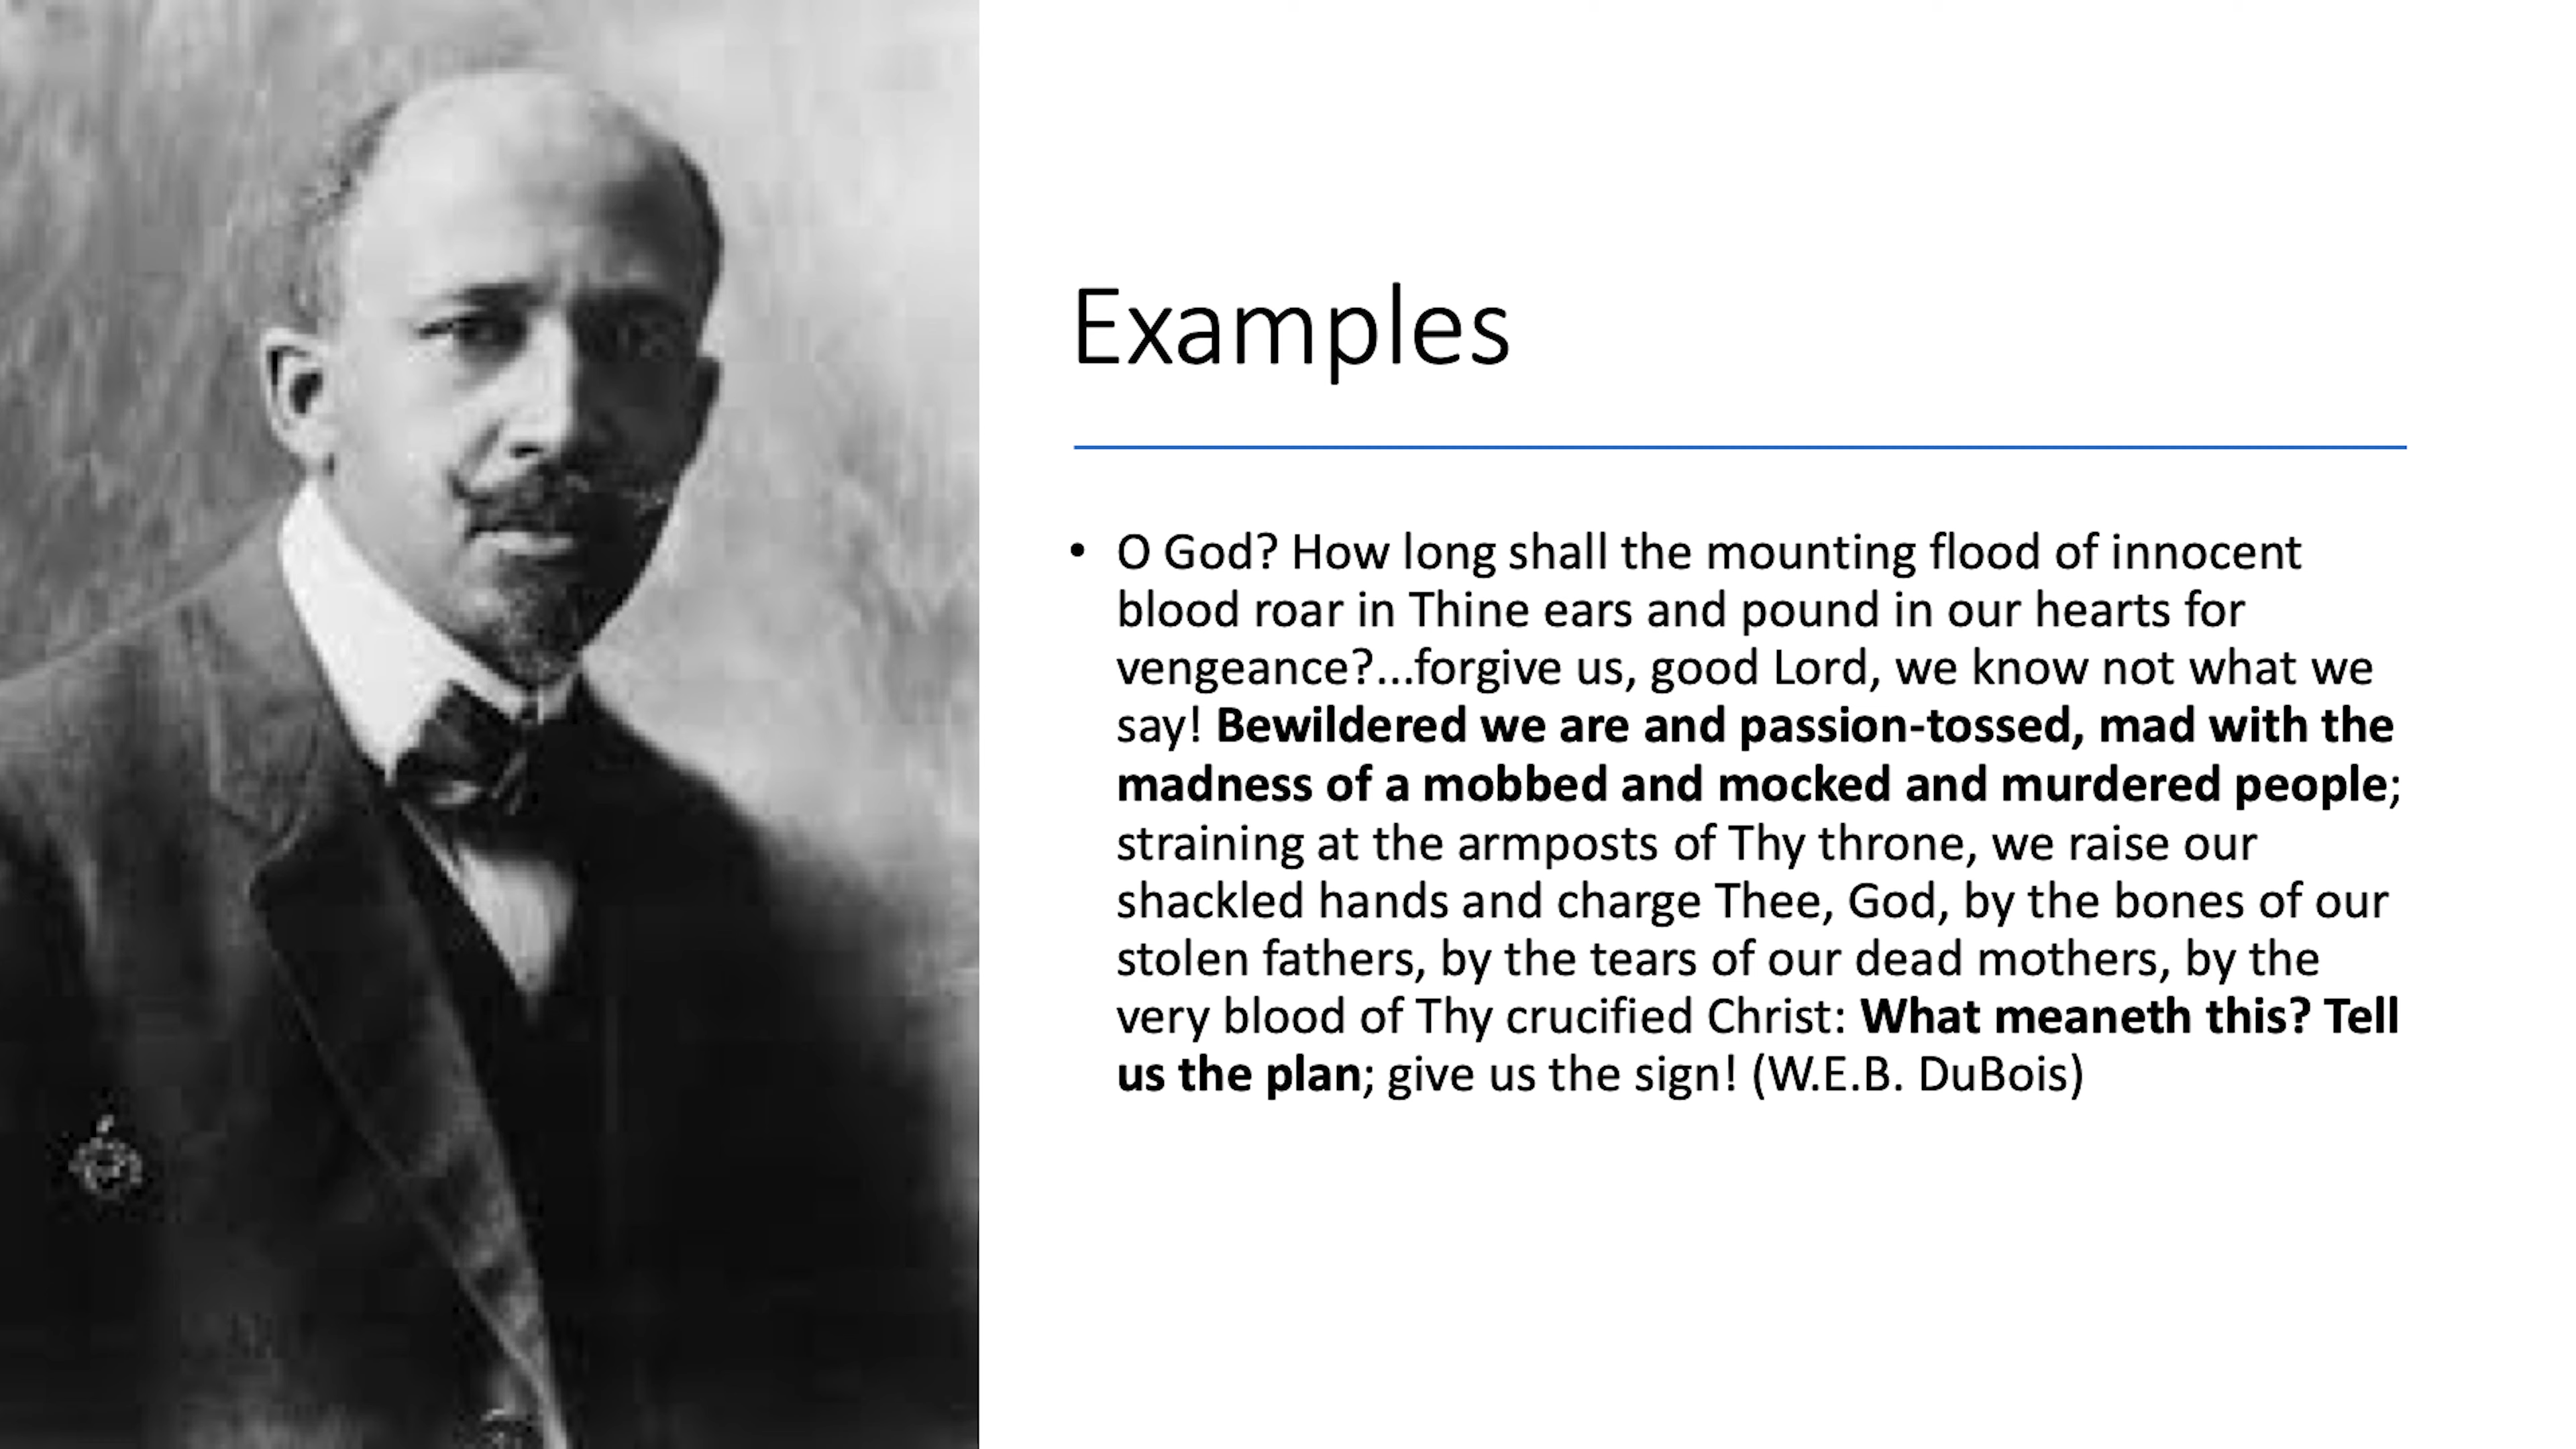 Examples
• O God? How long shall the mounting flood of innocent
blood roar in Thine ears and pound in our hearts for
vengeance?...forgive us, good Lord, we know not what we
say! Bewildered we are and passion-tossed, mad with the
madness of a mobbed and mocked and murdered people;
straining at the armposts of Thy throne, we raise our
shackled hands and charge Thee, God, by the bones of our
stolen fathers, by the tears of our dead mothers, by the
very blood of Thy crucified Christ: What meaneth this? Tell
us the plan; give us the sign! (W.E.B. DuBois)